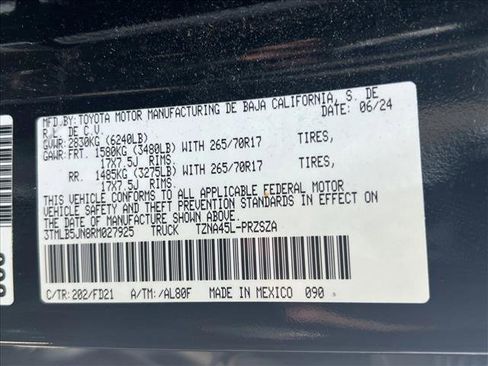 MFD.BY:TOYOTA MOTOR MANUFACTURING DE BAJA CALIFORNIA, S. DE
R.L. DE C.V. DATE: 06/24
GVWR:2830KG (6240LB)
GAWR:FRT. 1580KG (3480LB) WITH 265/70R17 TIRES,
17X7.5J RIMS.
RR. 1485KG (3275LB) WITH 265/70R17 TIRES,
17X7.5J RIMS.
THIS VEHICLE CONFORMS TO ALL APPLICABLE FEDERAL MOTOR
VEHICLE SAFETY AND THEFT PREVENTION STANDARDS IN EFFECT ON
THE DATE OF MANUFACTURE SHOWN ABOVE.
3TMLB5JN8RM027925 TRUCK TZNA45L-PRZSZA
C/TR:202/FD21 A/TM:/AL80F MADE IN MEXICO 090